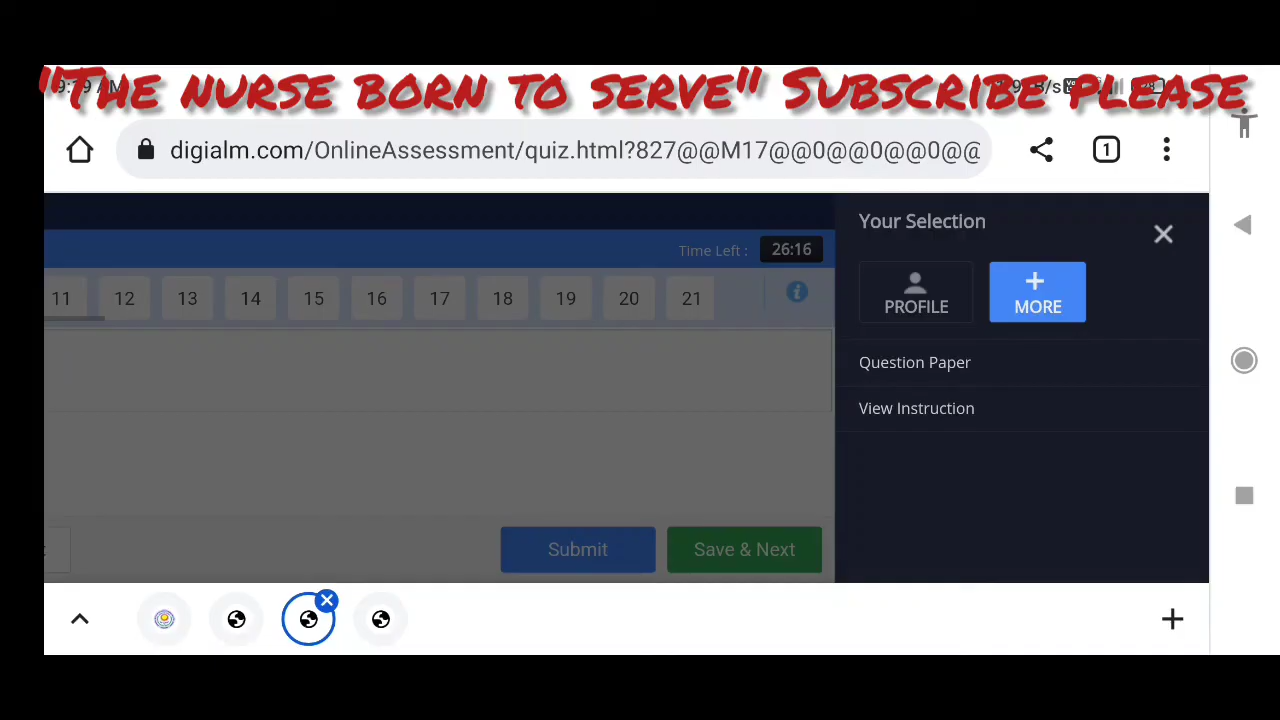 "The nurse born to serve" Subscribe please
digialm.com/OnlineAssessment/quiz.html?827@@M17@@0@@0@@0@@
1
Your Selection
Time Left : 26:16
PROFILE
MORE
11 12 13 14 15 16 17 18 19 20 21
Question Paper
View Instruction
Submit
Save & Next